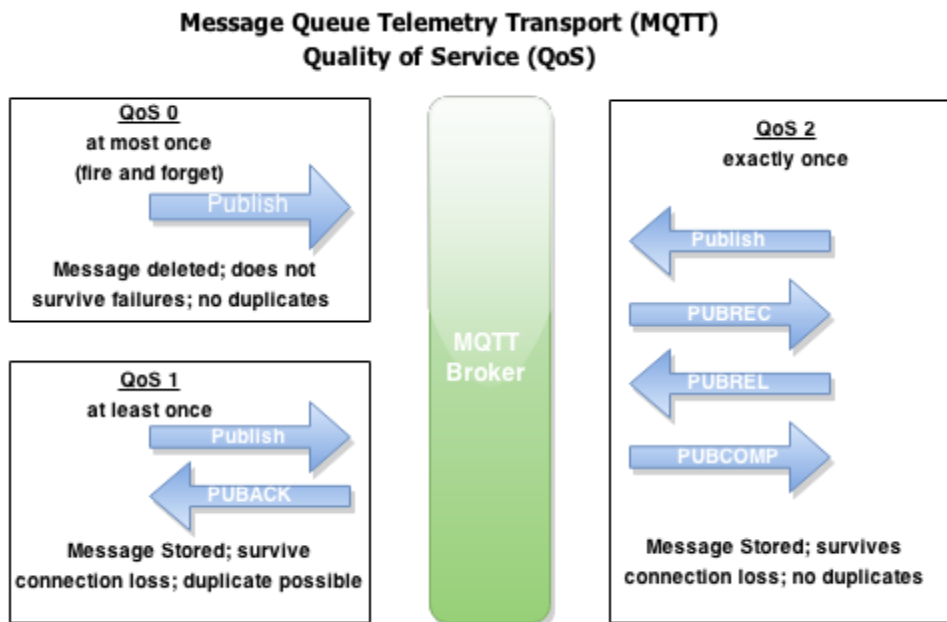 Message Queue Telemetry Transport (MQTT)
Quality of Service (QoS)
QoS 0
at most once
(fire and forget)
Publish
Message deleted; does not
survive failures; no duplicates
QoS 1
at least once
Publish
PUBACK
Message Stored; survive
connection loss; duplicate possible
MQTT
Broker
QoS 2
exactly once
Publish
PUBREC
PUBREL
PUBCOMP
Message Stored; survives
connection loss; no duplicates